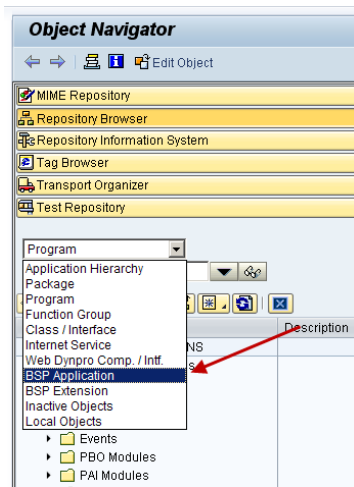 Object Navigator
Edit Object
MIME Repository
Repository Browser
Repository Information System
Tag Browser
Transport Organizer
Test Repository
Program
Application Hierarchy
Package
Program
Function Group
Class / Interface
Description
Internet Service
NS
Web Dynpro Comp. / Intf.
BSP Application
BSP Extension
Inactive Objects
Local Objects
Events
PBO Modules
PAI Modules